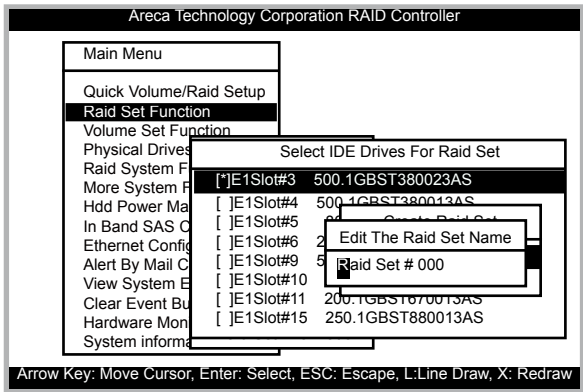 Areca Technology Corporation RAID Controller
Main Menu
Quick Volume/Raid Setup
Raid Set Function
Volume Set Function
Physical Drives
Raid System F
More System F
Hdd Power Ma
In Band SAS C
Ethernet Config
Alert By Mail C
View System E
Clear Event Bu
Hardware Mon
System informa
Select IDE Drives For Raid Set
[*]E1Slot#3 500.1GBST380023AS
[ ]E1Slot#4 500.1GBST380013AS
[ ]E1Slot#5
[ ]E1Slot#6 2
[ ]E1Slot#9 5
[ ]E1Slot#10
[ ]E1Slot#11 200.1GBST1670013AS
[ ]E1Slot#15 250.1GBST880013AS
Create Raid Set
Edit The Raid Set Name
Raid Set # 000
Arrow Key: Move Cursor, Enter: Select, ESC: Escape, L:Line Draw, X: Redraw